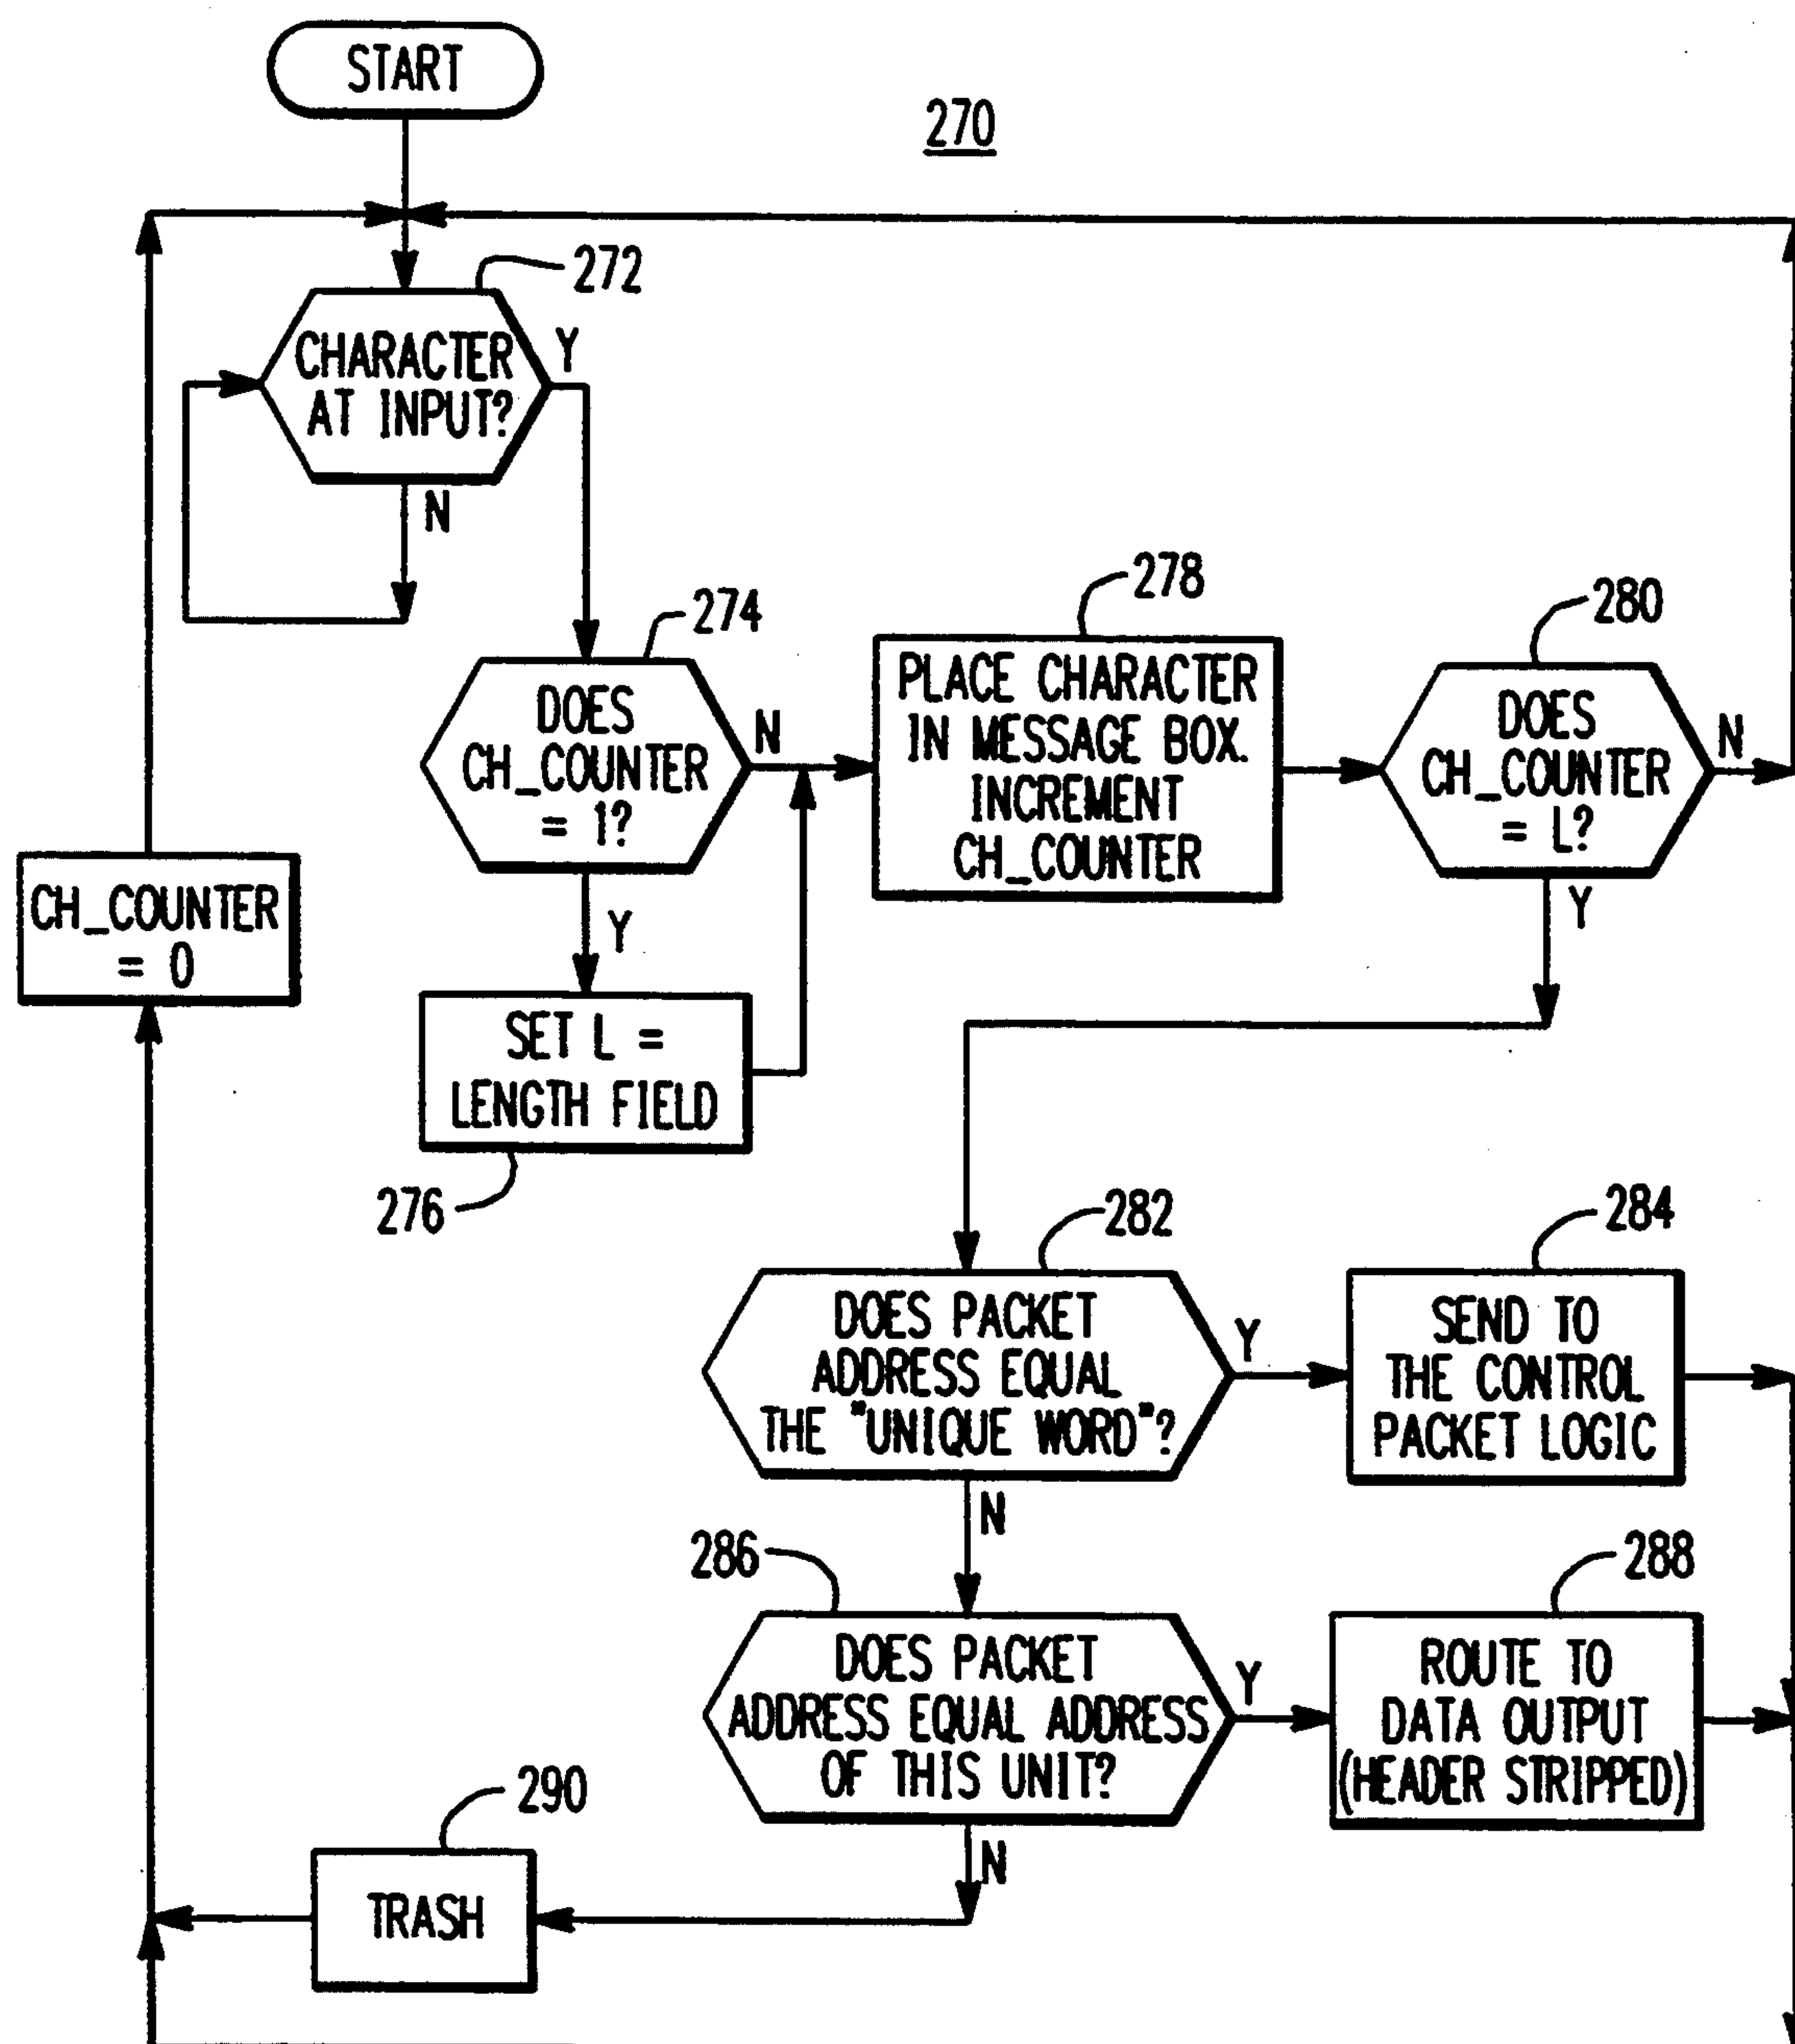 START
270
272
CHARACTER
AT INPUT?
Y
N
274
DOES
CH_COUNTER
= 1?
N
Y
278
PLACE CHARACTER
IN MESSAGE BOX.
INCREMENT
CH_COUNTER
280
DOES
CH_COUNTER
= L?
N
Y
CH_COUNTER
= 0
SET L =
LENGTH FIELD
276
282
DOES PACKET
ADDRESS EQUAL
THE "UNIQUE WORD"?
Y
N
284
SEND TO
THE CONTROL
PACKET LOGIC
286
DOES PACKET
ADDRESS EQUAL ADDRESS
OF THIS UNIT?
Y
N
288
ROUTE TO
DATA OUTPUT
(HEADER STRIPPED)
290
TRASH